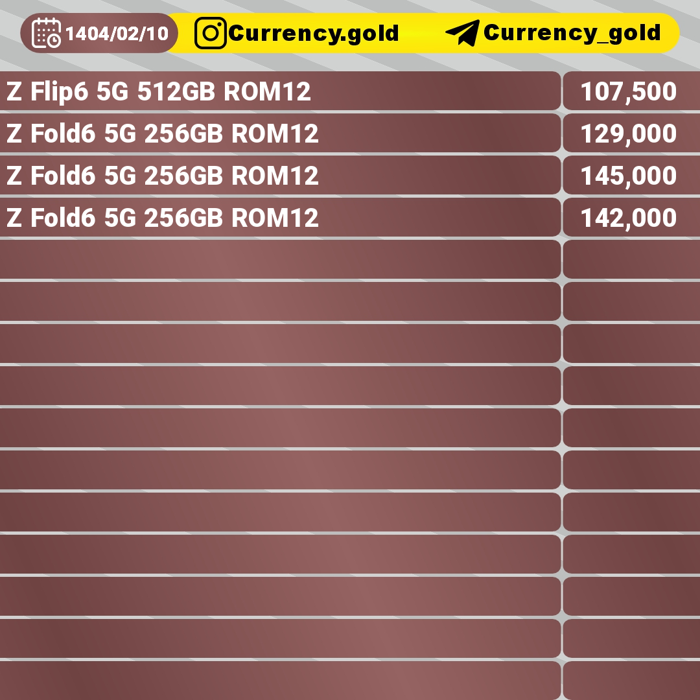 1404/02/10 Currency.gold Currency_gold
Z Flip6 5G 512GB ROM12 107,500
Z Fold6 5G 256GB ROM12 129,000
Z Fold6 5G 256GB ROM12 145,000
Z Fold6 5G 256GB ROM12 142,000